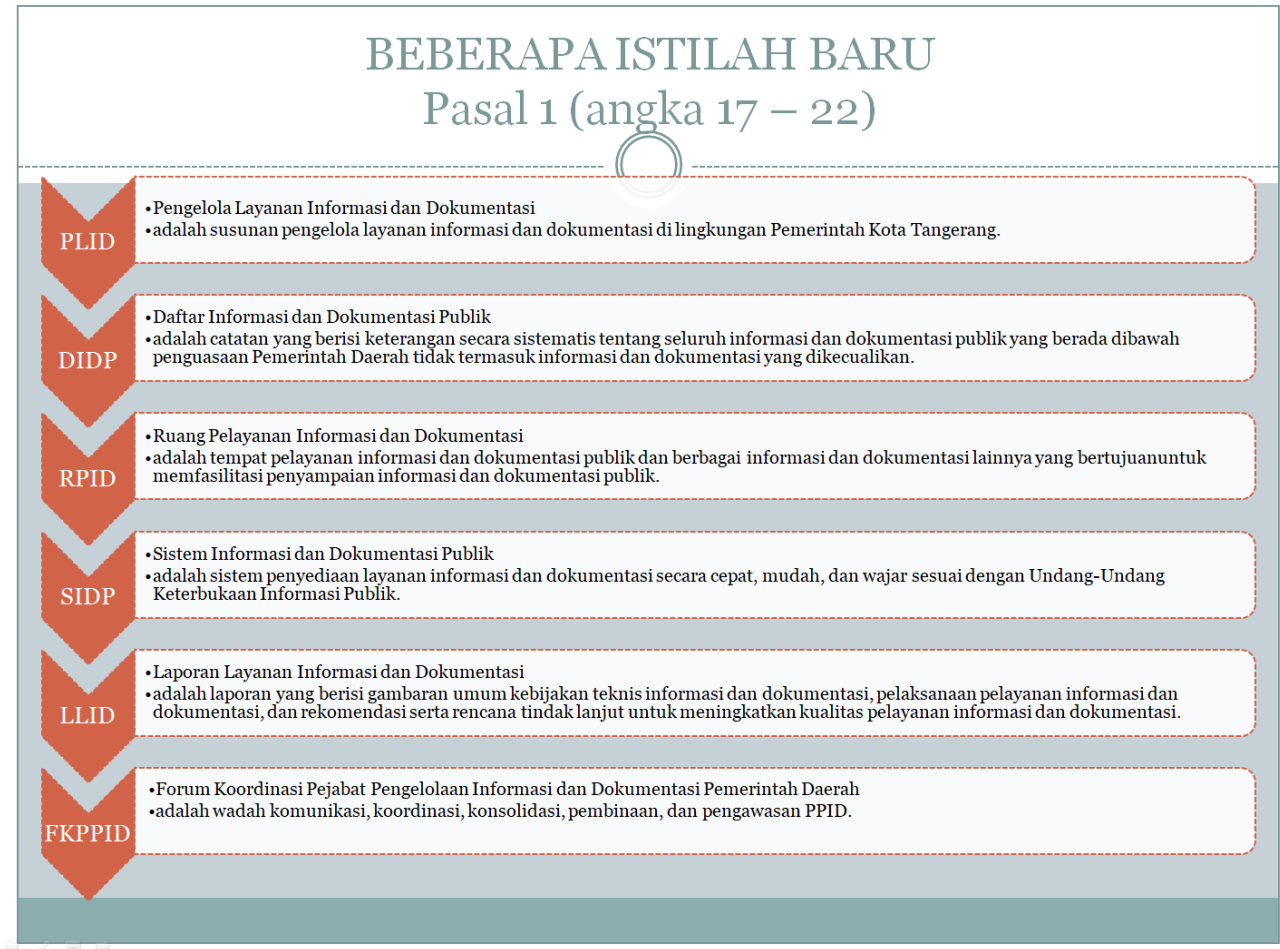 BEBERAPA ISTILAH BARU
Pasal 1 (angka 17 – 22)
PLID
•Pengelola Layanan Informasi dan Dokumentasi
•adalah susunan pengelola layanan informasi dan dokumentasi di lingkungan Pemerintah Kota Tangerang.
DIDP
•Daftar Informasi dan Dokumentasi Publik
•adalah catatan yang berisi keterangan secara sistematis tentang seluruh informasi dan dokumentasi publik yang berada dibawah
penguasaan Pemerintah Daerah tidak termasuk informasi dan dokumentasi yang dikecualikan.
RPID
•Ruang Pelayanan Informasi dan Dokumentasi
•adalah tempat pelayanan informasi dan dokumentasi publik dan berbagai informasi dan dokumentasi lainnya yang bertujuanuntuk
memfasilitasi penyampaian informasi dan dokumentasi publik.
SIDP
•Sistem Informasi dan Dokumentasi Publik
•adalah sistem penyediaan layanan informasi dan dokumentasi secara cepat, mudah, dan wajar sesuai dengan Undang-Undang
Keterbukaan Informasi Publik.
LLID
•Laporan Layanan Informasi dan Dokumentasi
•adalah laporan yang berisi gambaran umum kebijakan teknis informasi dan dokumentasi, pelaksanaan pelayanan informasi dan
dokumentasi, dan rekomendasi serta rencana tindak lanjut untuk meningkatkan kualitas pelayanan informasi dan dokumentasi.
FKPPID
•Forum Koordinasi Pejabat Pengelolaan Informasi dan Dokumentasi Pemerintah Daerah
•adalah wadah komunikasi, koordinasi, konsolidasi, pembinaan, dan pengawasan PPID.